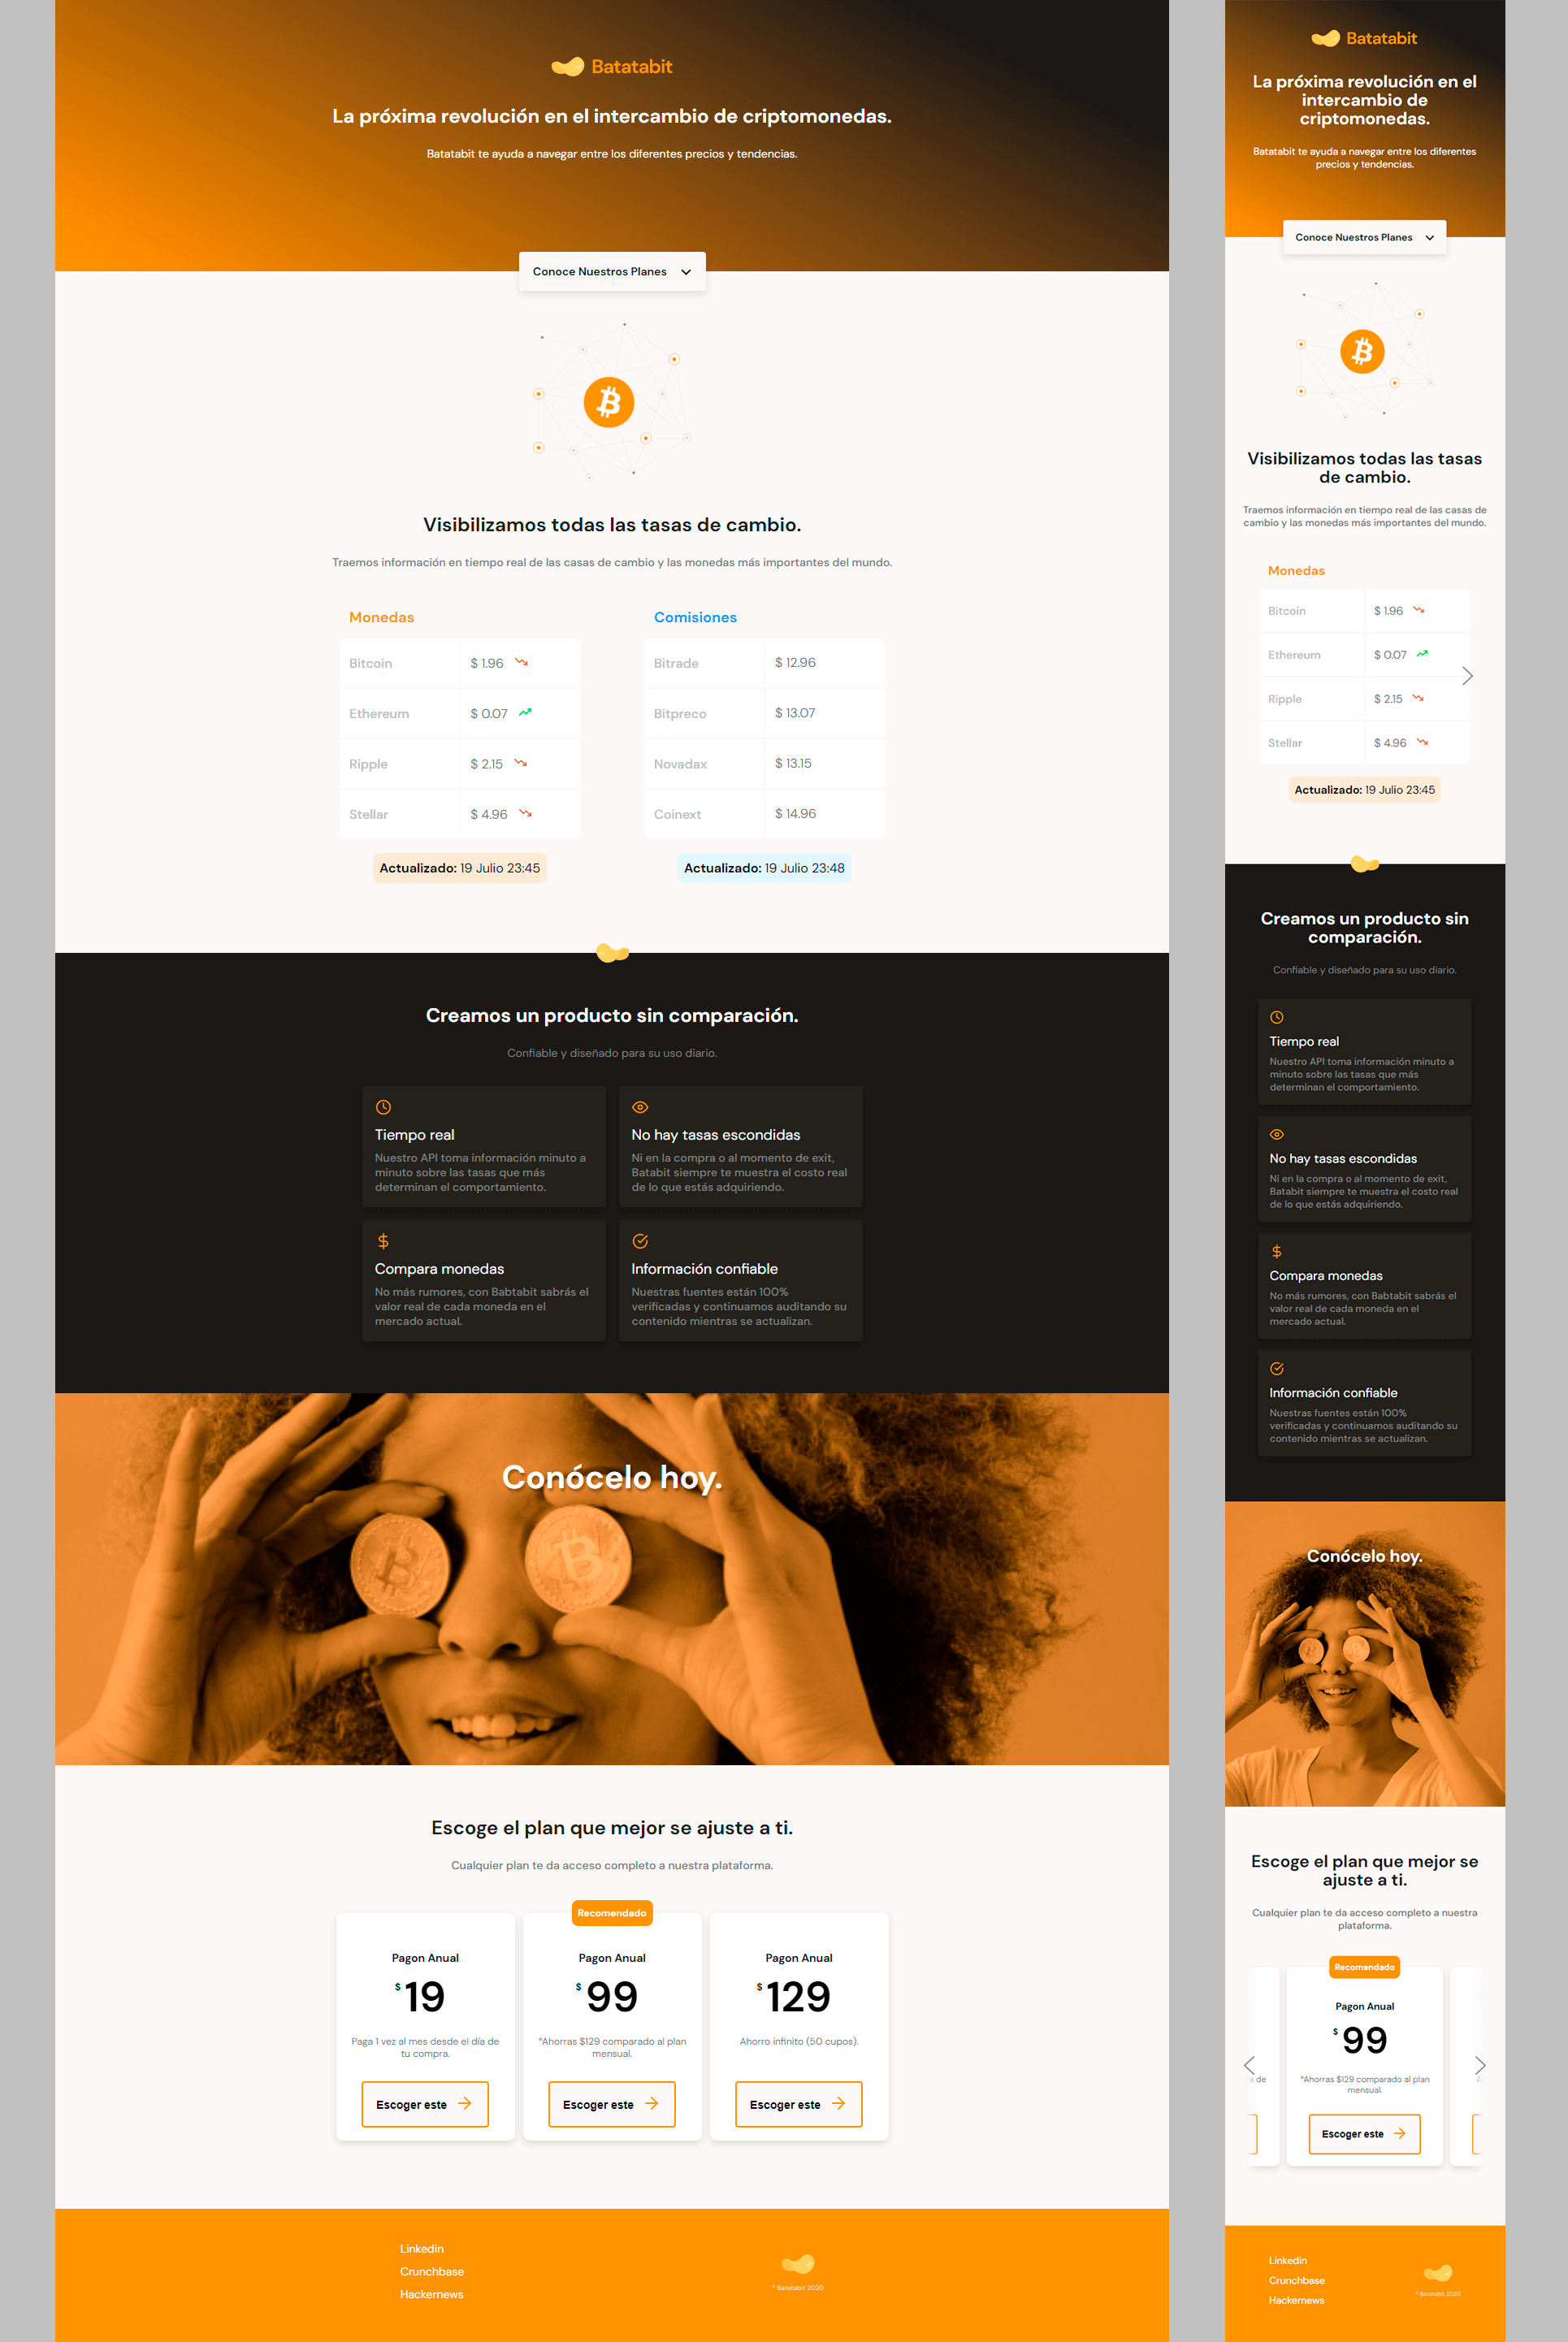 Batatabit
La próxima revolución en el intercambio de criptomonedas.
Batatabit te ayuda a navegar entre los diferentes precios y tendencias.
Conoce Nuestros Planes
Visibilizamos todas las tasas de cambio.
Traemos información en tiempo real de las casas de cambio y las monedas más importantes del mundo.
Monedas
Bitcoin $ 1.96
Ethereum $ 0.07
Ripple $ 2.15
Stellar $ 4.96
Actualizado: 19 Julio 23:45
Comisiones
Bitrade $ 12.96
Bitpreco $ 13.07
Novadax $ 13.15
Coinext $ 14.96
Actualizado: 19 Julio 23:48
Creamos un producto sin comparación.
Confiable y diseñado para su uso diario.
Tiempo real
Nuestro API toma información minuto a
minuto sobre las tasas que más
determinan el comportamiento.
No hay tasas escondidas
Ni en la compra o al momento de exit,
Batabit siempre te muestra el costo real
de lo que estás adquiriendo.
Compara monedas
No más rumores, con Babtabit sabrás el
valor real de cada moneda en el
mercado actual.
Información confiable
Nuestras fuentes están 100%
verificadas y continuamos auditando su
contenido mientras se actualizan.
Conócelo hoy.
Escoge el plan que mejor se ajuste a ti.
Cualquier plan te da acceso completo a nuestra plataforma.
Pagon Anual
$ 19
Paga 1 vez al mes desde el día de
tu compra.
Escoger este
Recomendado
Pagon Anual
$ 99
*Ahorras $129 comparado al plan
mensual.
Escoger este
Pagon Anual
$ 129
Ahorro infinito (50 cupos).
Escoger este
Linkedin
Crunchbase
Hackernews
* Batatabit 2020
Batatabit
La próxima revolución en el
intercambio de
criptomonedas.
Batatabit te ayuda a navegar entre los diferentes
precios y tendencias.
Conoce Nuestros Planes
Visibilizamos todas las tasas
de cambio.
Traemos información en tiempo real de las casas de
cambio y las monedas más importantes del mundo.
Monedas
Bitcoin $ 1.96
Ethereum $ 0.07
Ripple $ 2.15
Stellar $ 4.96
Actualizado: 19 Julio 23:45
Creamos un producto sin
comparación.
Confiable y diseñado para su uso diario.
Tiempo real
Nuestro API toma información minuto a
minuto sobre las tasas que más
determinan el comportamiento.
No hay tasas escondidas
Ni en la compra o al momento de exit,
Batabit siempre te muestra el costo real
de lo que estás adquiriendo.
Compara monedas
No más rumores, con Babtabit sabrás el
valor real de cada moneda en el
mercado actual.
Información confiable
Nuestras fuentes están 100%
verificadas y continuamos auditando su
contenido mientras se actualizan.
Conócelo hoy.
Escoge el plan que mejor se
ajuste a ti.
Cualquier plan te da acceso completo a nuestra
plataforma.
de
Recomendado
Pagon Anual
$ 99
*Ahorras $129 comparado al plan
mensual.
Escoger este
Linkedin
Crunchbase
Hackernews
* Batatabit 2020